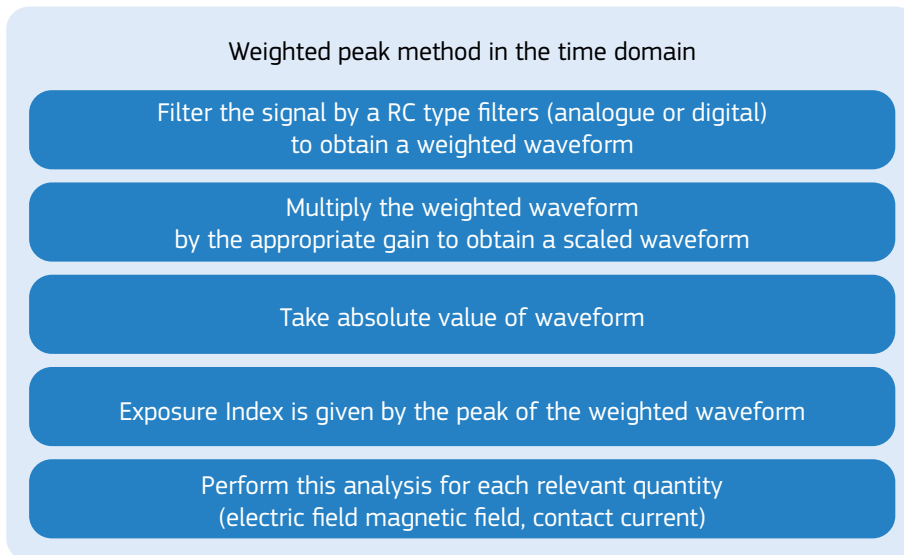 Weighted peak method in the time domain
Filter the signal by a RC type filters (analogue or digital)
to obtain a weighted waveform
Multiply the weighted waveform
by the appropriate gain to obtain a scaled waveform
Take absolute value of waveform
Exposure Index is given by the peak of the weighted waveform
Perform this analysis for each relevant quantity
(electric field magnetic field, contact current)